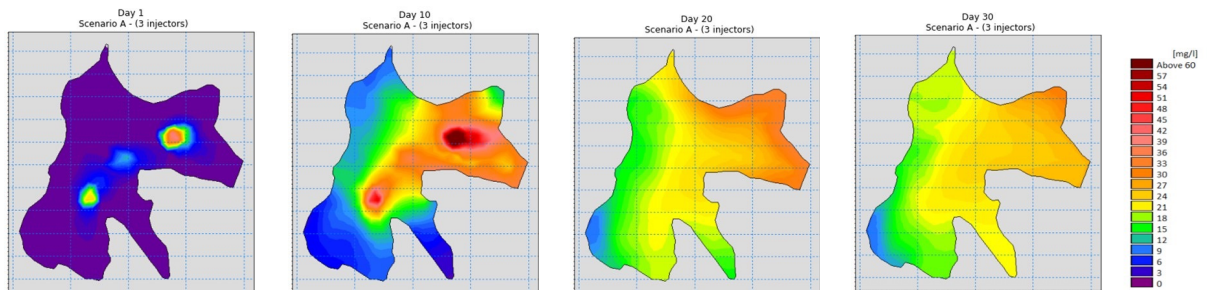 Day 1
Scenario A - (3 injectors)
Day 10
Scenario A - (3 injectors)
Day 20
Scenario A - (3 injectors)
Day 30
Scenario A - (3 injectors)
[mg/l]
Above 60
57
54
51
48
45
42
39
36
33
30
27
24
21
18
15
12
9
6
3
0